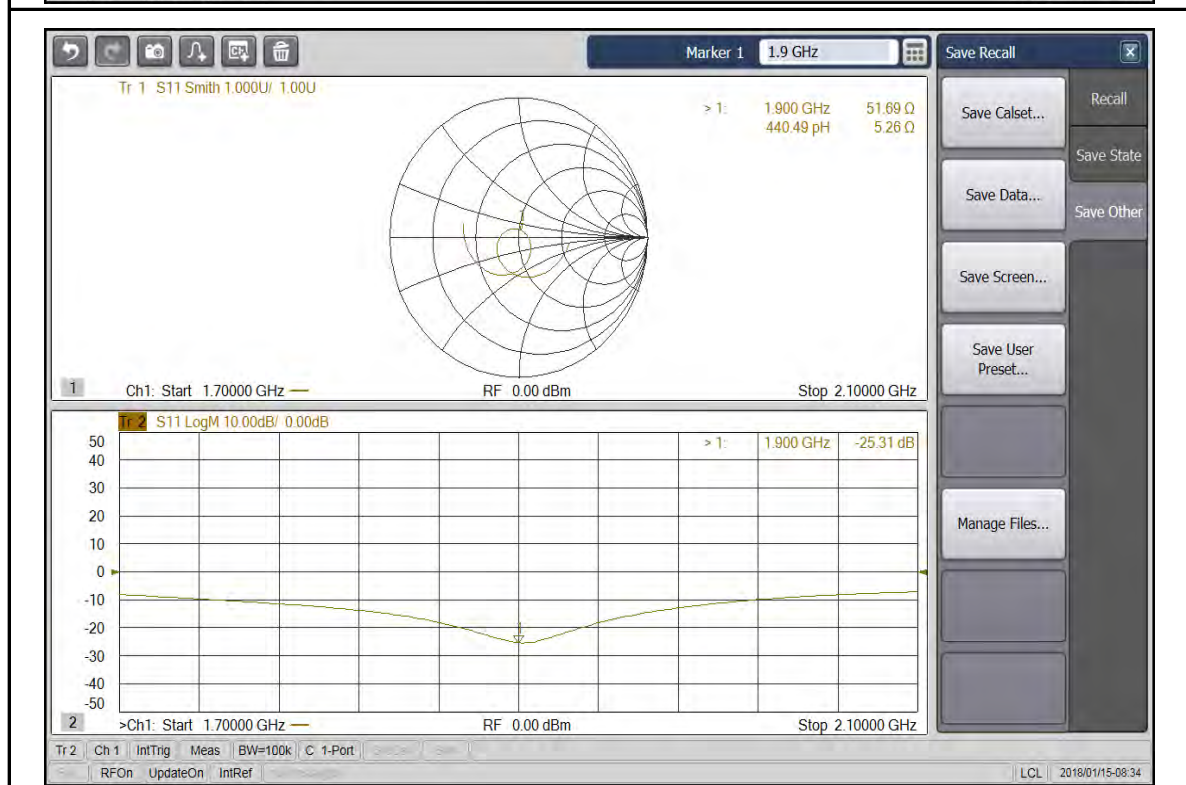 Marker 1 1.9 GHz
Save Recall
Tr 1 S11 Smith 1.000U/ 1.00U
> 1: 1.900 GHz 51.69 Ω
440.49 pH 5.26 Ω
1
1
Ch1: Start 1.70000 GHz
RF 0.00 dBm
Stop 2.10000 GHz
Tr 2 S11 LogM 10.00dB/ 0.00dB
> 1: 1.900 GHz -25.31 dB
50
40
30
20
10
0
-10
-20
-30
-40
-50
1
2
>Ch1: Start 1.70000 GHz
RF 0.00 dBm
Stop 2.10000 GHz
Save Calset...
Save Data...
Save Screen...
Save User
Preset...
Manage Files...
Recall
Save State
Save Other
Tr 2 Ch 1 IntTrig Meas BW=100k C 1-Port
RFOn UpdateOn IntRef
LCL 2018/01/15-08:34